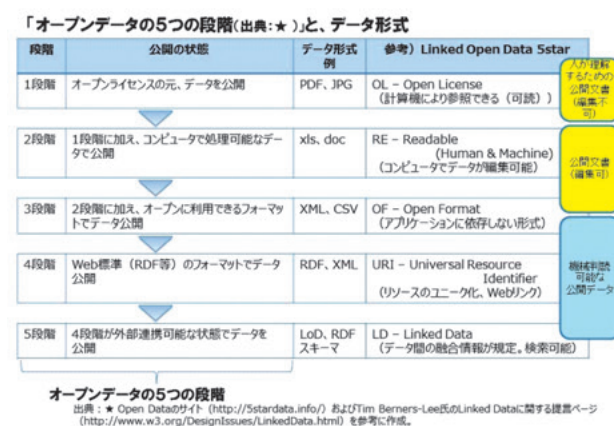 「オープンデータの5つの段階(出典:★ )」と、データ形式
段階 公開の状態 データ形式例 参考）Linked Open Data 5star
1段階 オープンライセンスの元、データを公開 PDF, JPG OL – Open License
（計算機により参照できる（可読））
人が理解
するための
公開文書
（編集不
可）
2段階 1段階に加え、コンピュータで処理可能なデー
タで公開
xls, doc RE – Readable
(Human & Machine)
（コンピュータでデータが編集可能）
公開文書
（編集可）
3段階 2段階に加え、オープンに利用できるフォーマッ
トでデータ公開
XML, CSV OF – Open Format
（アプリケーションに依存しない形式）
4段階 Web標準（RDF等）のフォーマットでデータ
公開
RDF, XML URI – Universal Resource
Identifier
（リソースのユニーク化、Webリンク）
機械判読
可能な
公開データ
5段階 4段階が外部連携可能な状態でデータを
公開
LoD, RDF
スキーマ
LD – Linked Data
（データ間の融合情報が規定。検索可能）
オープンデータの5つの段階
出典：★ Open Dataのサイト（http://5stardata.info/）およびTim Berners-Lee氏のLinked Dataに関する提言ページ
（http://www.w3.org/DesignIssues/LinkedData.html）を参考に作成。